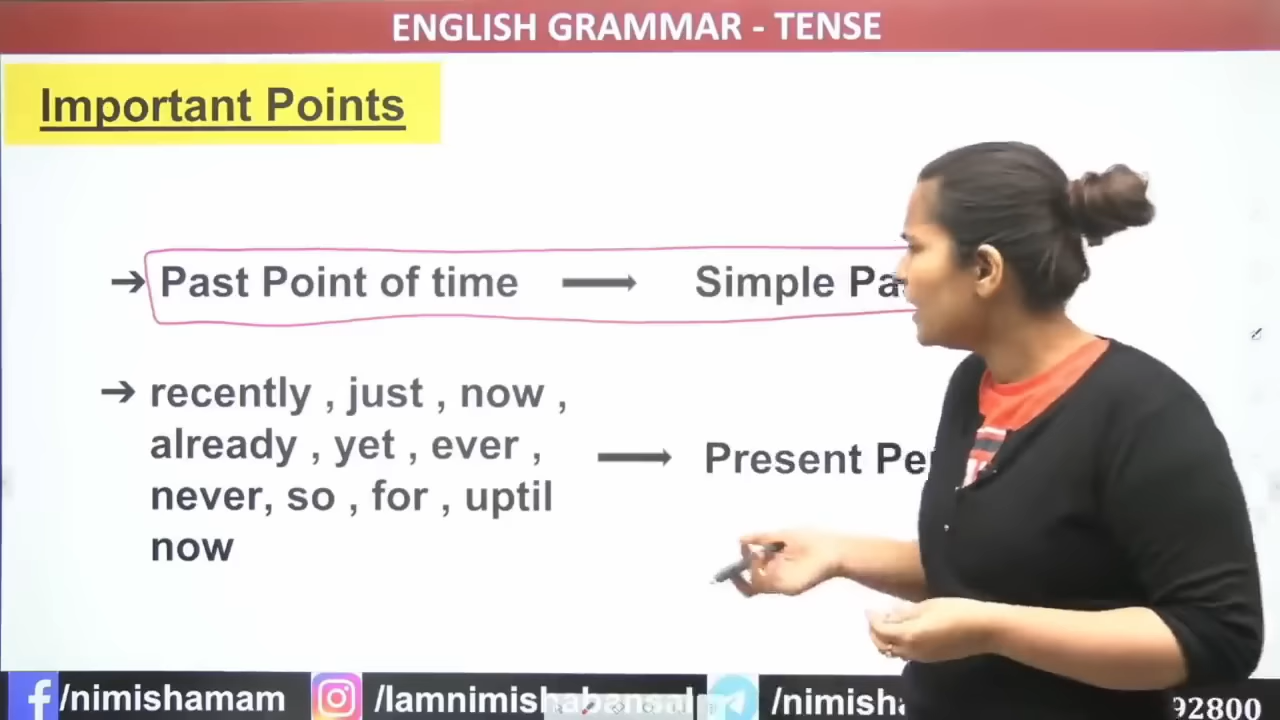 ENGLISH GRAMMAR - TENSE
Important Points
➔ Past Point of time → Simple Pa
➔ recently , just , now ,
already , yet , ever ,
never, so , for , uptil
now
→ Present Pe
/nimishamam
/Iamnimishabansal
/nimisha
92800